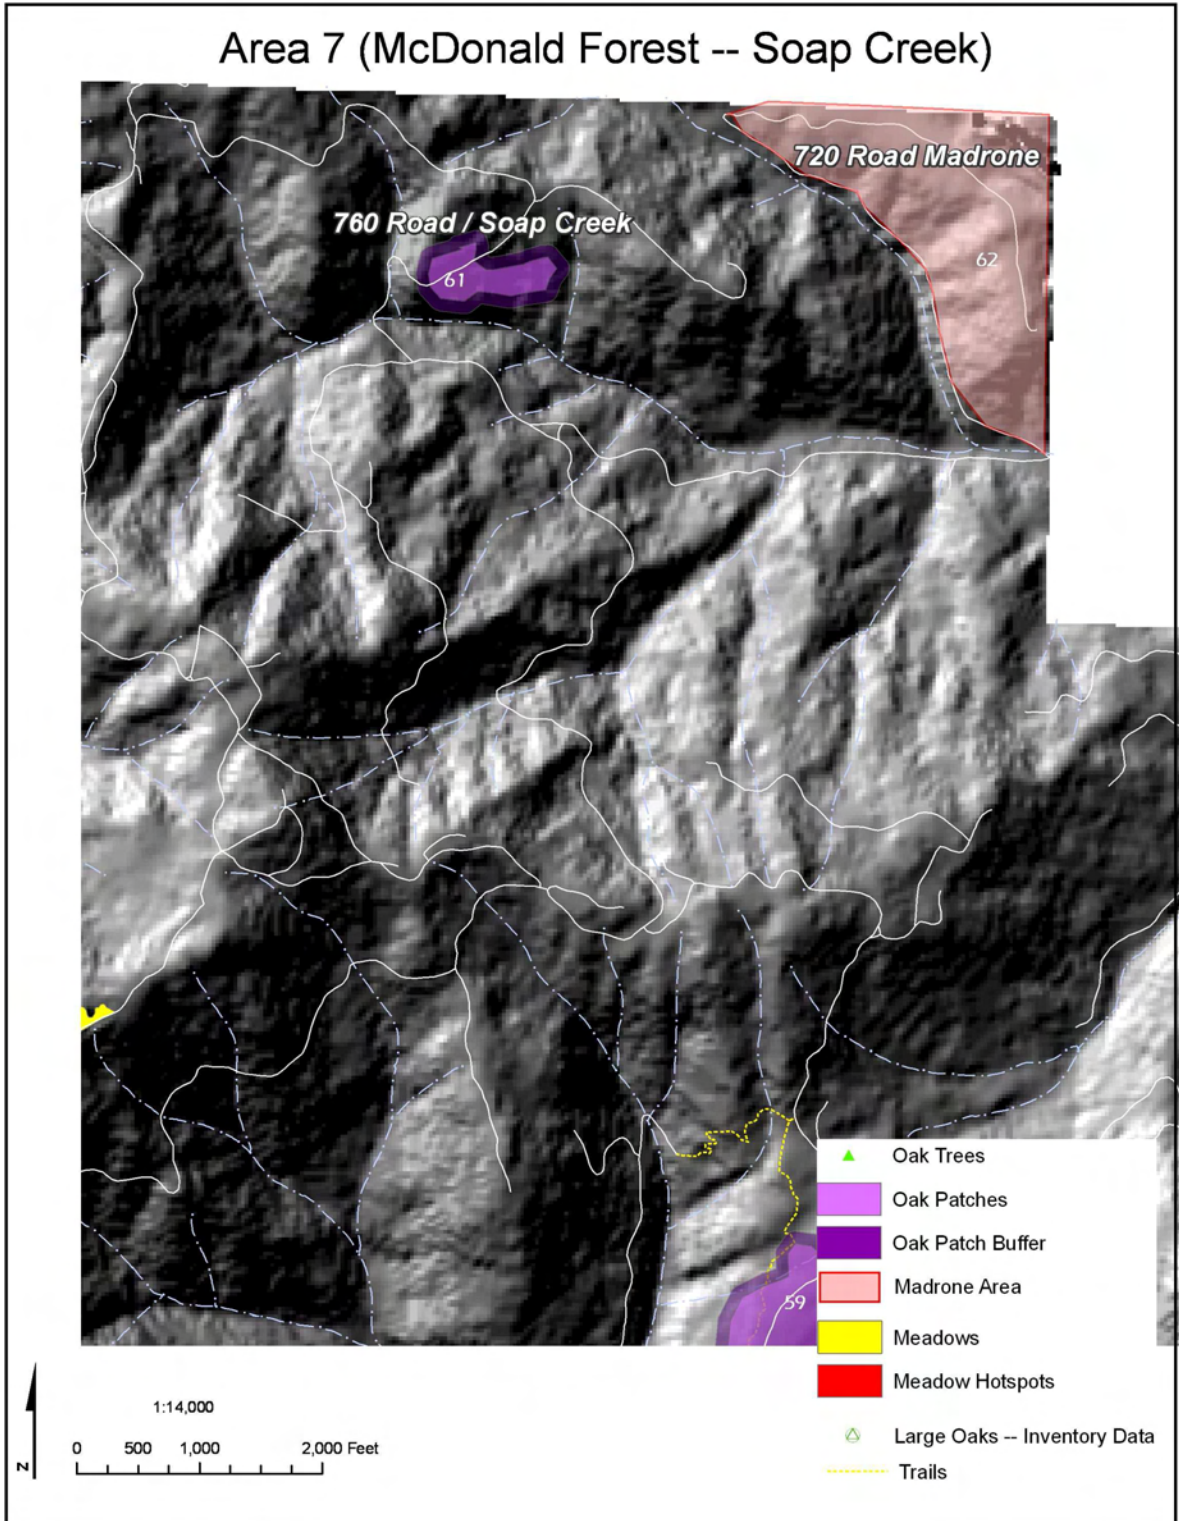 Area 7 (McDonald Forest -- Soap Creek)
720 Road Madrone
760 Road / Soap Creek
62
61
59
Oak Trees
Oak Patches
Oak Patch Buffer
Madrone Area
Meadows
Meadow Hotspots
Large Oaks -- Inventory Data
Trails
1:14,000
0 500 1,000 2,000 Feet
N